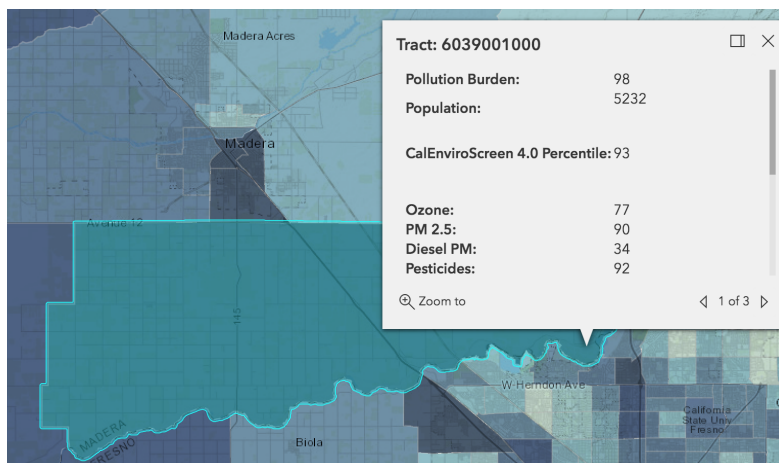 Madera Acres
Madera
Avenue 12
145
MADERA
FRESNO
Biola
W Herndon Ave
California
State Univ
Fresno
Tract: 6039001000
Pollution Burden: 98
Population: 5232
CalEnviroScreen 4.0 Percentile: 93
Ozone: 77
PM 2.5: 90
Diesel PM: 34
Pesticides: 92
Zoom to
1 of 3